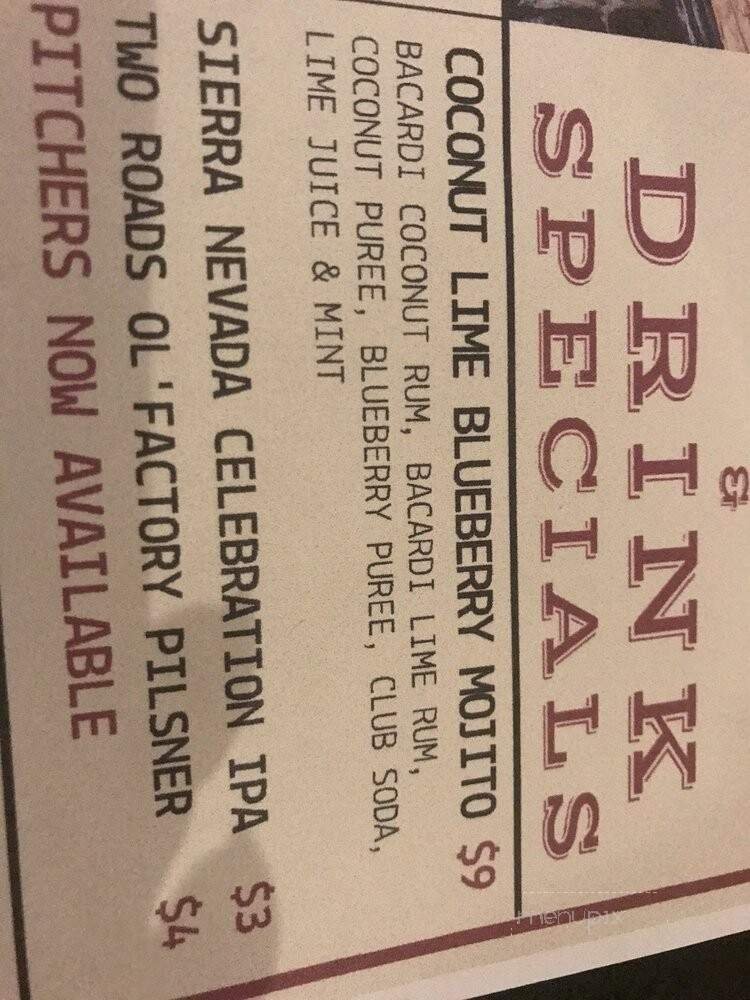 &
DRINK
SPECIALS
COCONUT LIME BLUEBERRY MOJITO $9
BACARDI COCONUT RUM, BACARDI LIME RUM,
COCONUT PUREE, BLUEBERRY PUREE, CLUB SODA,
LIME JUICE & MINT
SIERRA NEVADA CELEBRATION IPA $3
TWO ROADS OL'FACTORY PILSNER $4
PITCHERS NOW AVAILABLE
menupix